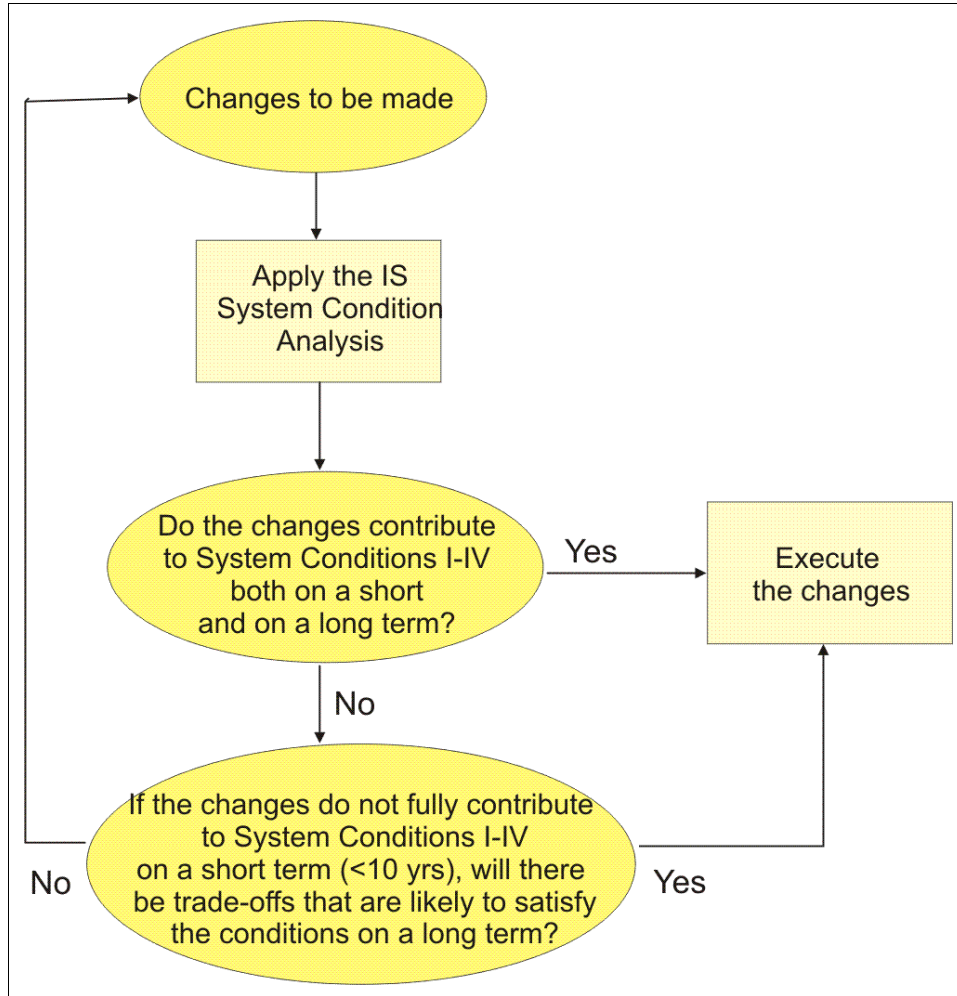 Changes to be made
Apply the IS
System Condition
Analysis
Do the changes contribute
to System Conditions I-IV
both on a short
and on a long term?
Yes
Execute
the changes
No
If the changes do not fully contribute
to System Conditions I-IV
on a short term (<10 yrs), will there
be trade-offs that are likely to satisfy
the conditions on a long term?
No
Yes